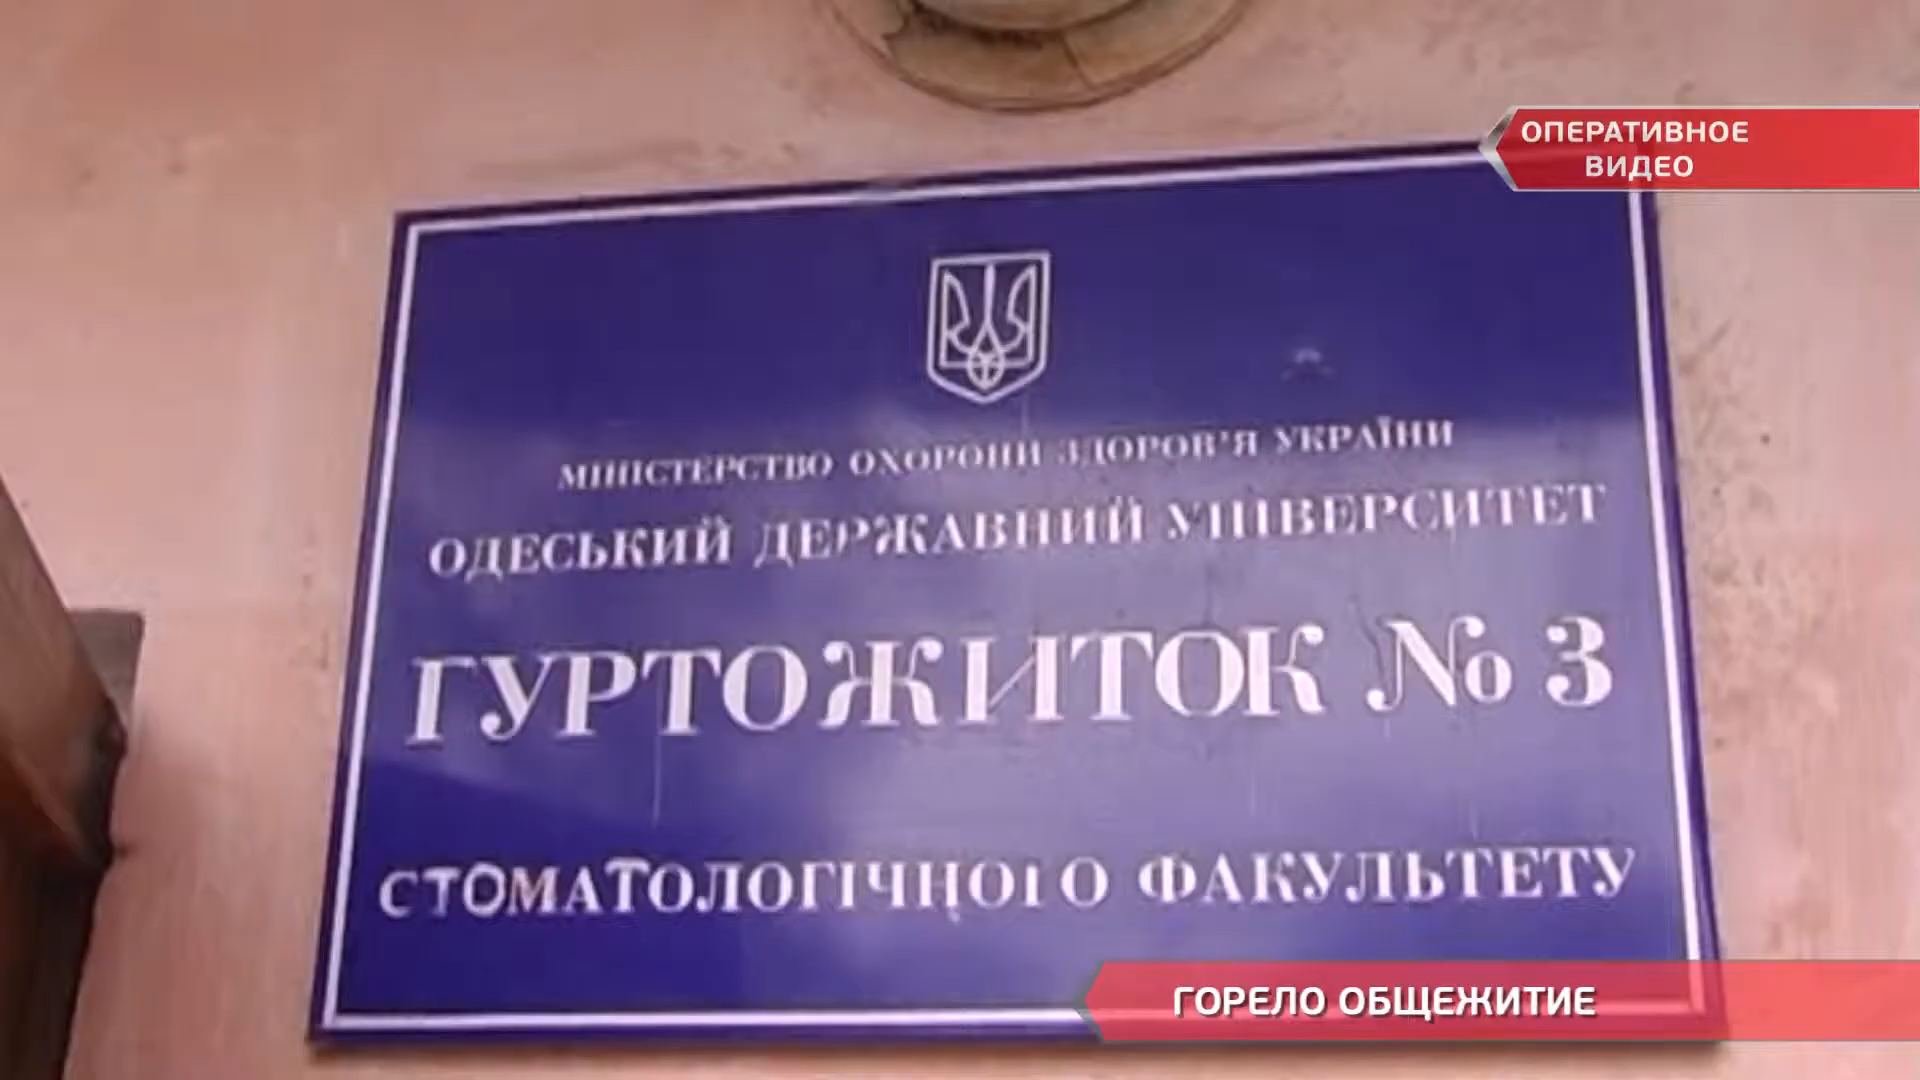 ОПЕРАТИВНОЕ
ВИДЕО
МІНІСТЕРСТВО ОХОРОНИ ЗДОРОВ'Я УКРАЇНИ
ОДЕСЬКИЙ ДЕРЖАВНИЙ УНІВЕРСИТЕТ
ГУРТОЖИТОК № 3
СТОМАТОЛОГІЧНОГО ФАКУЛЬТЕТУ
ГОРЕЛО ОБЩЕЖИТИЕ